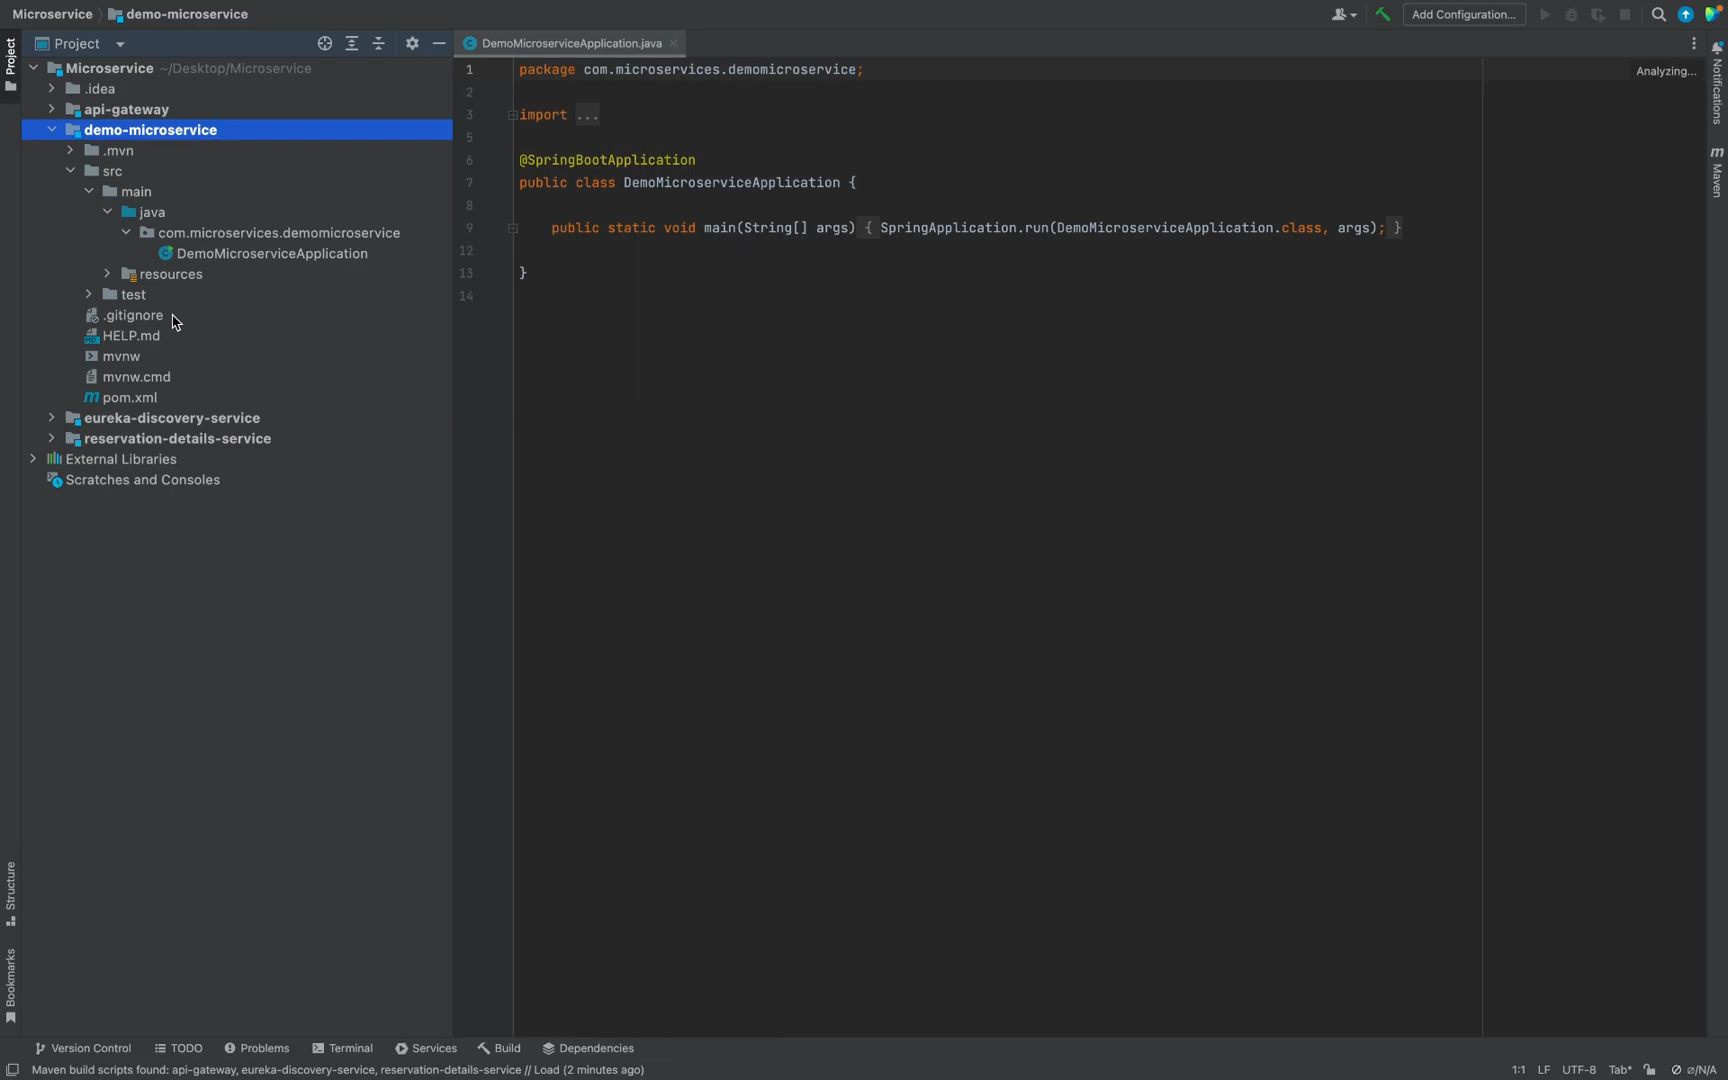 Microservice demo-microservice
Add Configuration...
Project
Project
DemoMicroserviceApplication.java
Notifications
Maven
Microservice ~/Desktop/Microservice
.idea
api-gateway
demo-microservice
.mvn
src
main
java
com.microservices.demomicroservice
DemoMicroserviceApplication
resources
test
.gitignore
HELP.md
mvnw
mvnw.cmd
pom.xml
eureka-discovery-service
reservation-details-service
External Libraries
Scratches and Consoles
Analyzing...
1 package com.microservices.demomicroservice;
2
3 import ...
5
6 @SpringBootApplication
7 public class DemoMicroserviceApplication {
8
9 public static void main(String[] args) { SpringApplication.run(DemoMicroserviceApplication.class, args); }
12
13 }
14
Structure
Bookmarks
Version Control TODO Problems Terminal Services Build Dependencies
Maven build scripts found: api-gateway, eureka-discovery-service, reservation-details-service // Load (2 minutes ago)
1:1 LF UTF-8 Tab* ∅/N/A